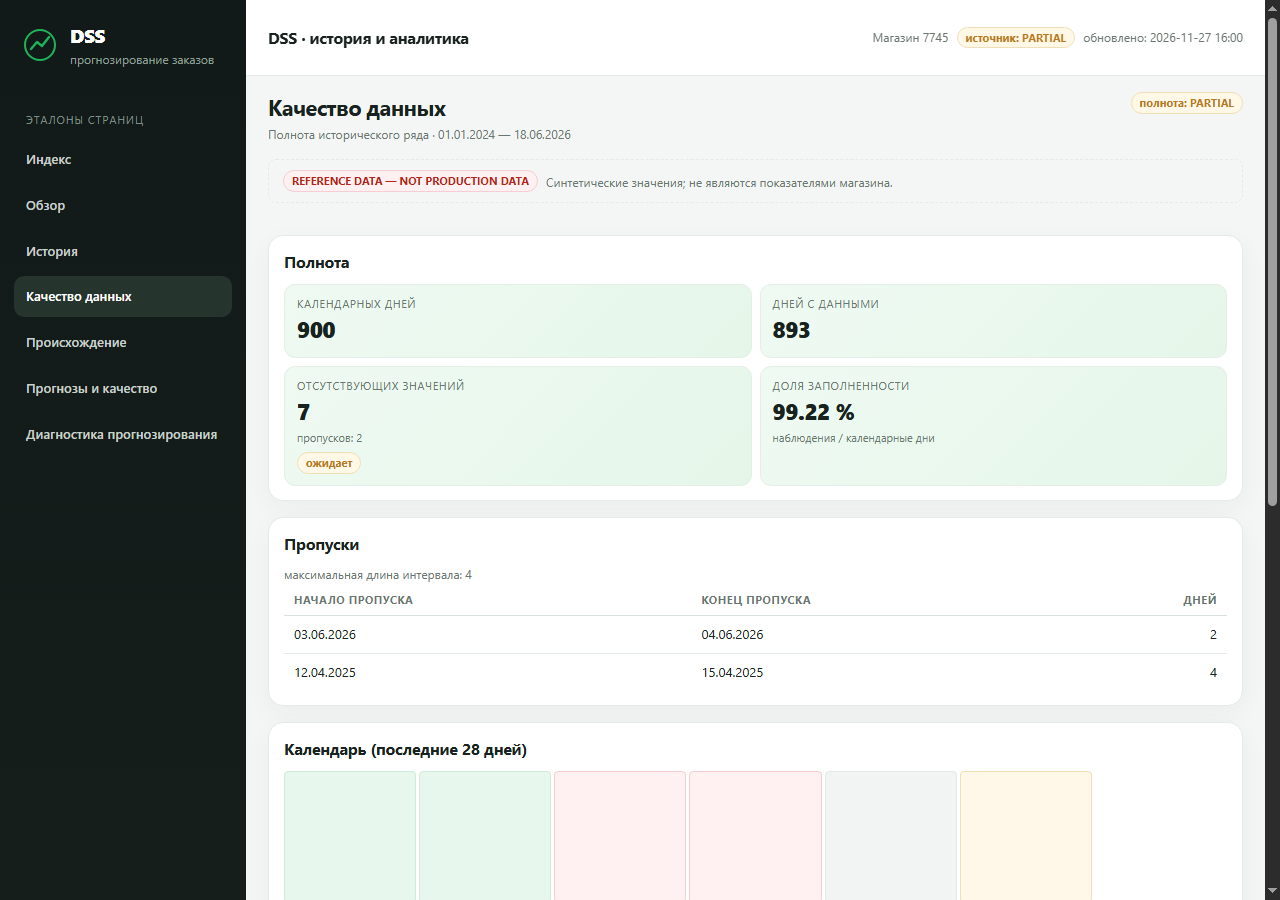 DSS
прогнозирование заказов
ЭТАЛОНЫ СТРАНИЦ
Индекс
Обзор
История
Качество данных
Происхождение
Прогнозы и качество
Диагностика прогнозирования
DSS · история и аналитика
Магазин 7745 источник: PARTIAL обновлено: 2026-11-27 16:00
Качество данных
полнота: PARTIAL
Полнота исторического ряда · 01.01.2024 — 18.06.2026
REFERENCE DATA — NOT PRODUCTION DATA Синтетические значения; не являются показателями магазина.
Полнота
КАЛЕНДАРНЫХ ДНЕЙ
900
ДНЕЙ С ДАННЫМИ
893
ОТСУТСТВУЮЩИХ ЗНАЧЕНИЙ
7
пропусков: 2
ожидает
ДОЛЯ ЗАПОЛНЕННОСТИ
99.22 %
наблюдения / календарные дни
Пропуски
максимальная длина интервала: 4
НАЧАЛО ПРОПУСКА КОНЕЦ ПРОПУСКА ДНЕЙ
03.06.2026 04.06.2026 2
12.04.2025 15.04.2025 4
Календарь (последние 28 дней)